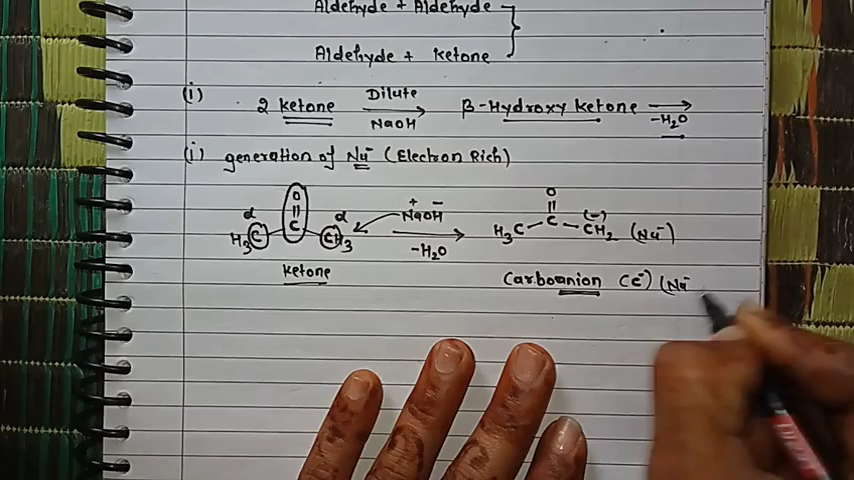 Aldehyde + Aldehyde
Aldehyde + ketone
(i) 2 ketone Dilute NaOH → β-Hydroxy ketone → -H₂O
(i) generation of Nu⁻ (Electron Rich)
O O
α || α + - ||
H₃C C CH₃ NaOH → H₃C - C - CH₂ (-) (Nu⁻)
-H₂O
ketone Carboanion (C⁻) (Nu⁻